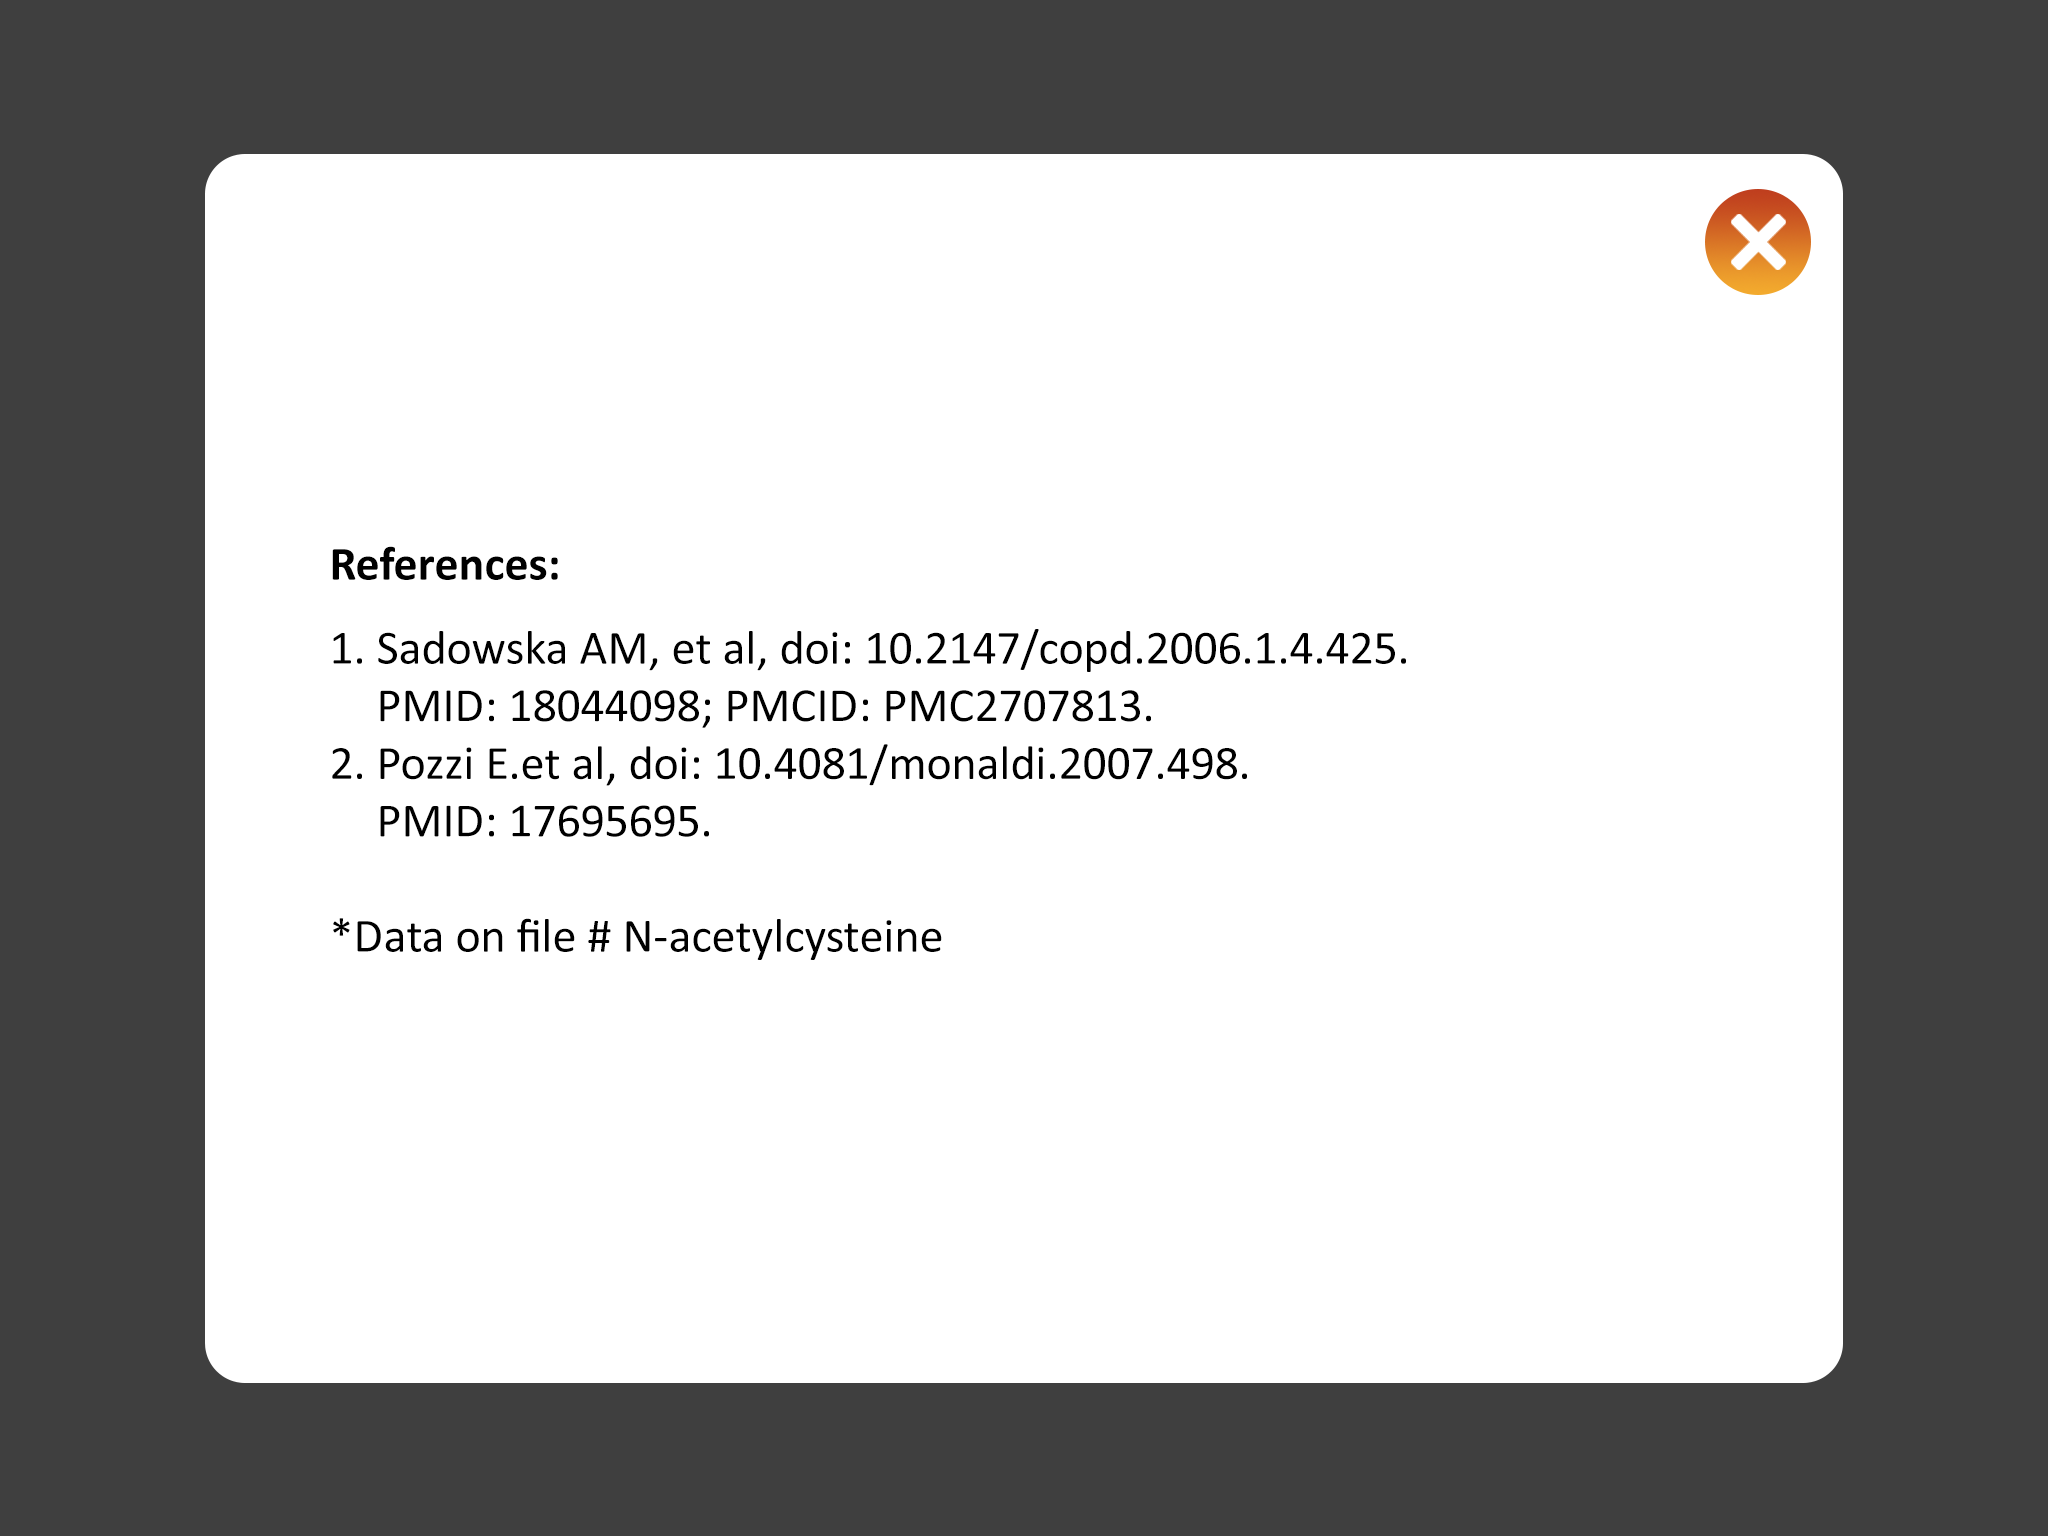 References:
1. Sadowska AM, et al, doi: 10.2147/copd.2006.1.4.425.
PMID: 18044098; PMCID: PMC2707813.
2. Pozzi E.et al, doi: 10.4081/monaldi.2007.498.
PMID: 17695695.
*Data on file # N-acetylcysteine